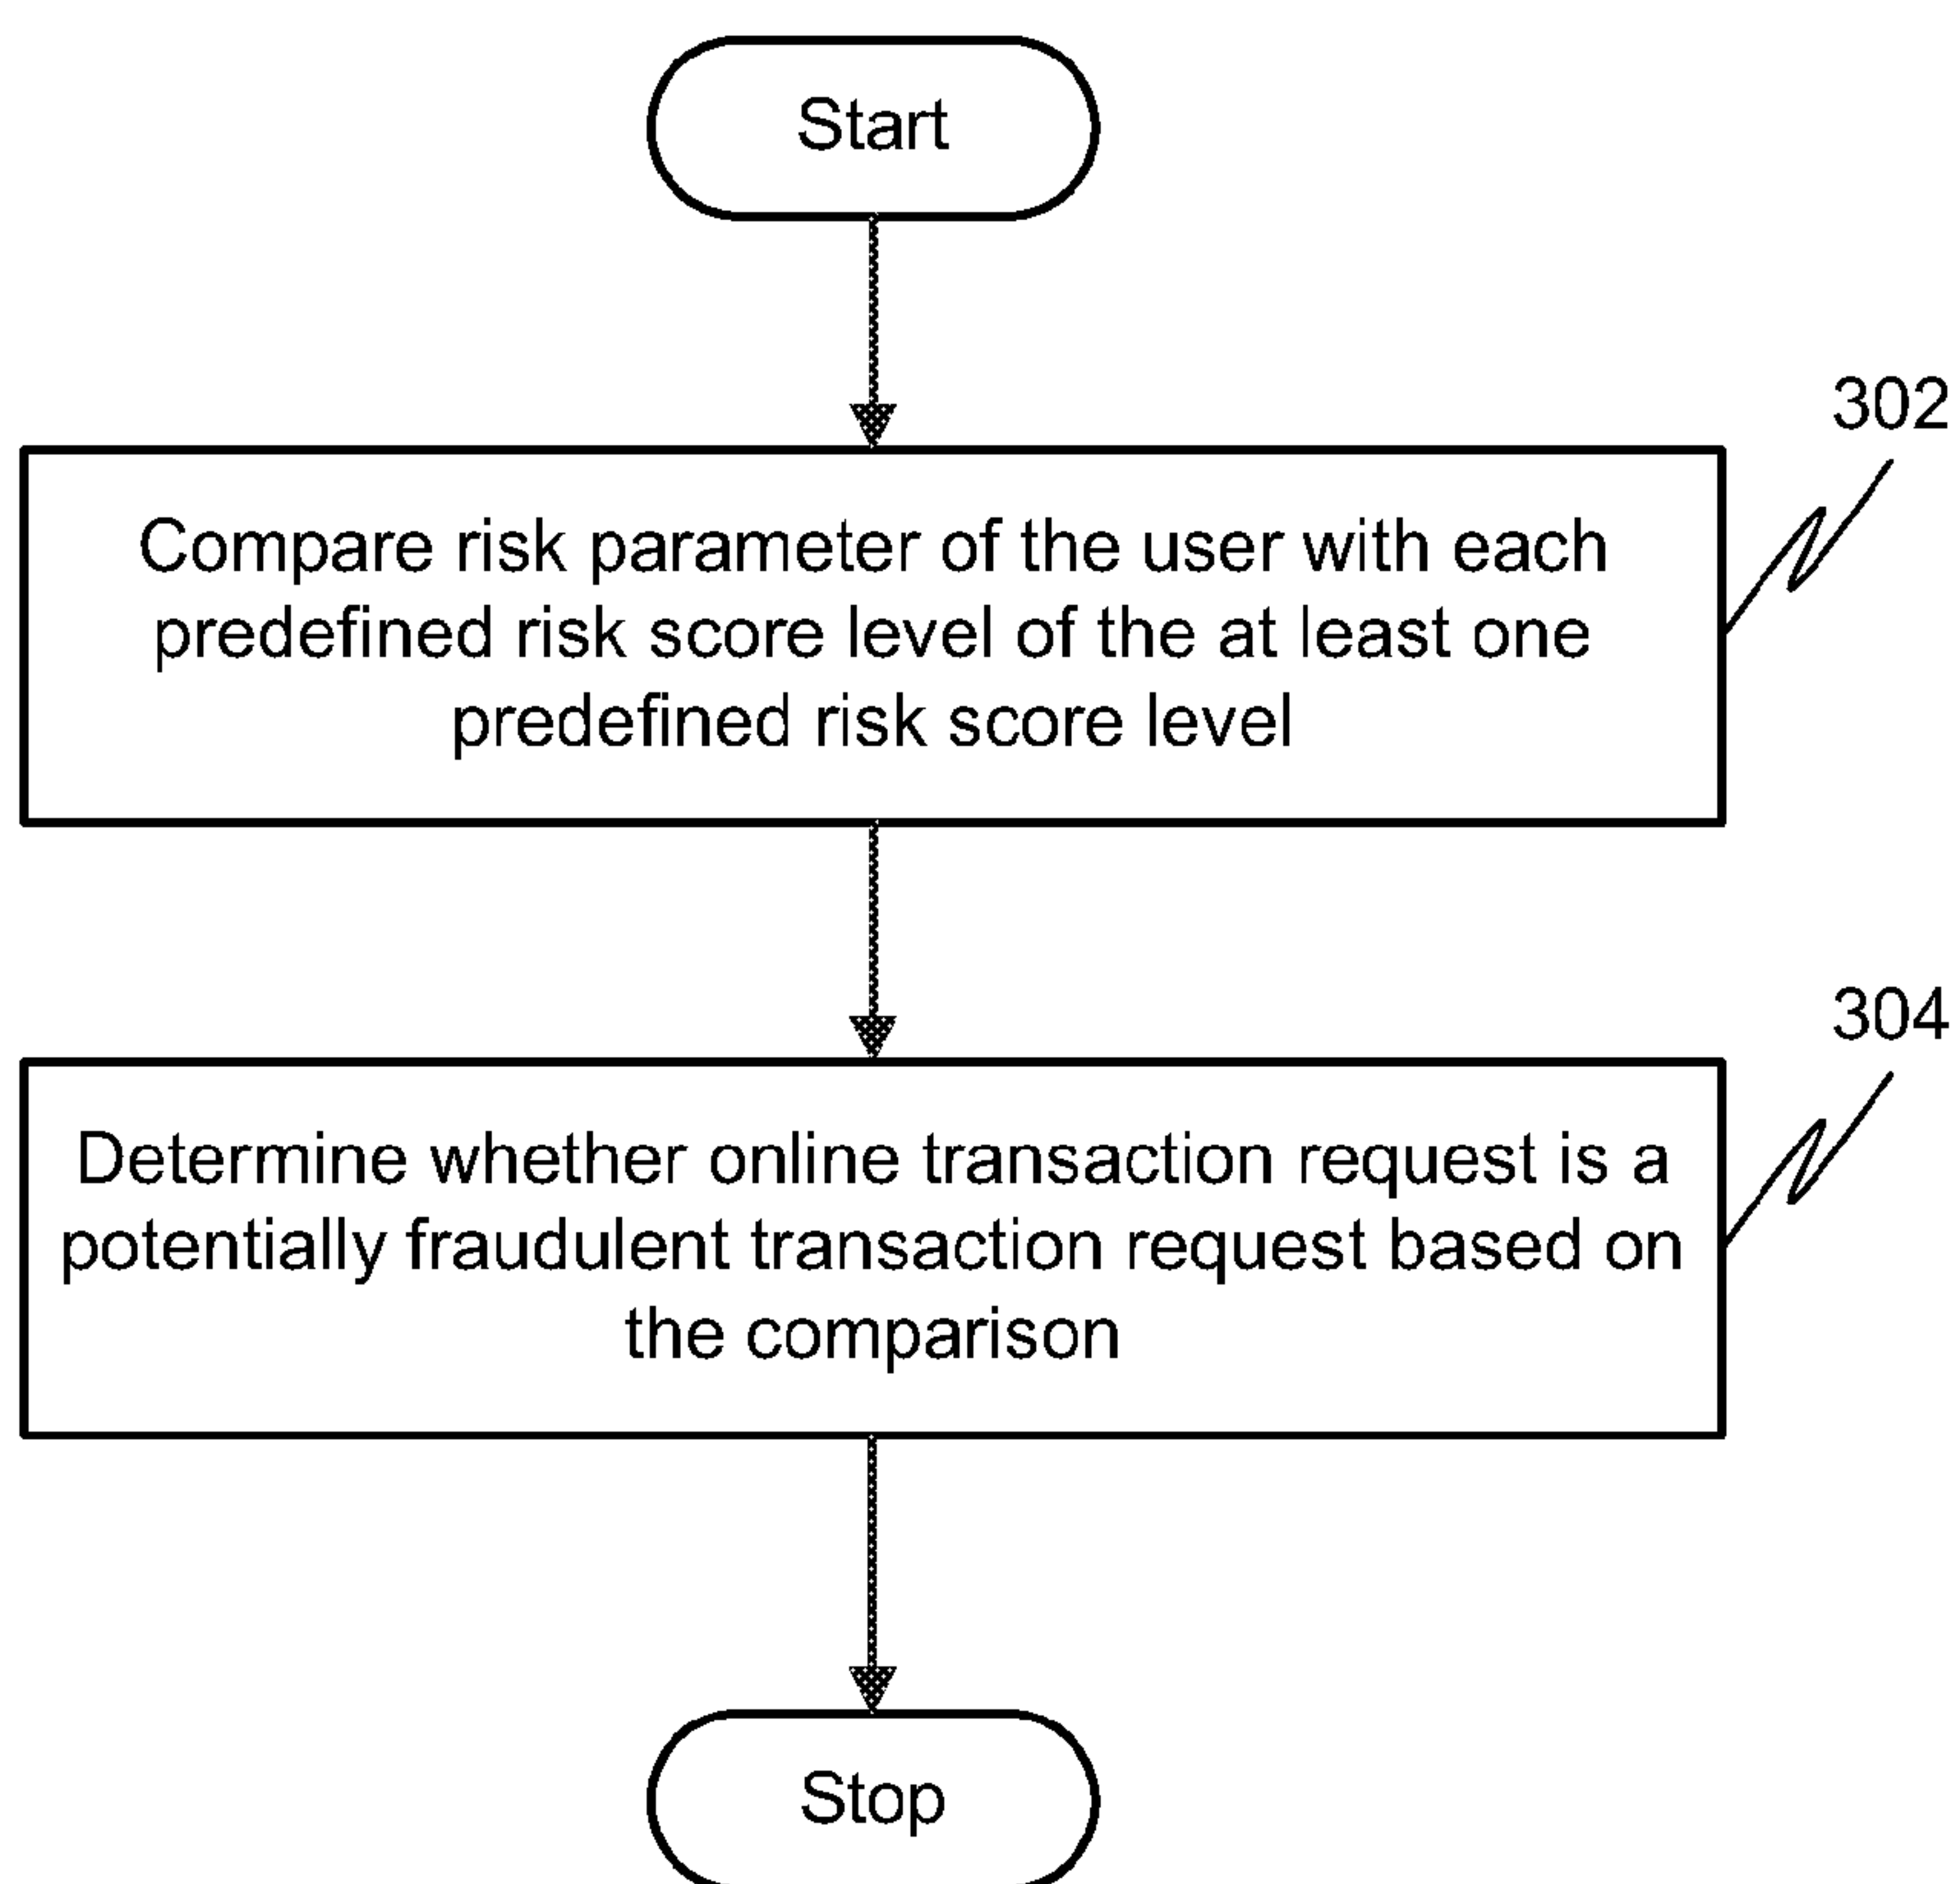 Start
302
Compare risk parameter of the user with each
predefined risk score level of the at least one
predefined risk score level
304
Determine whether online transaction request is a
potentially fraudulent transaction request based on
the comparison
Stop